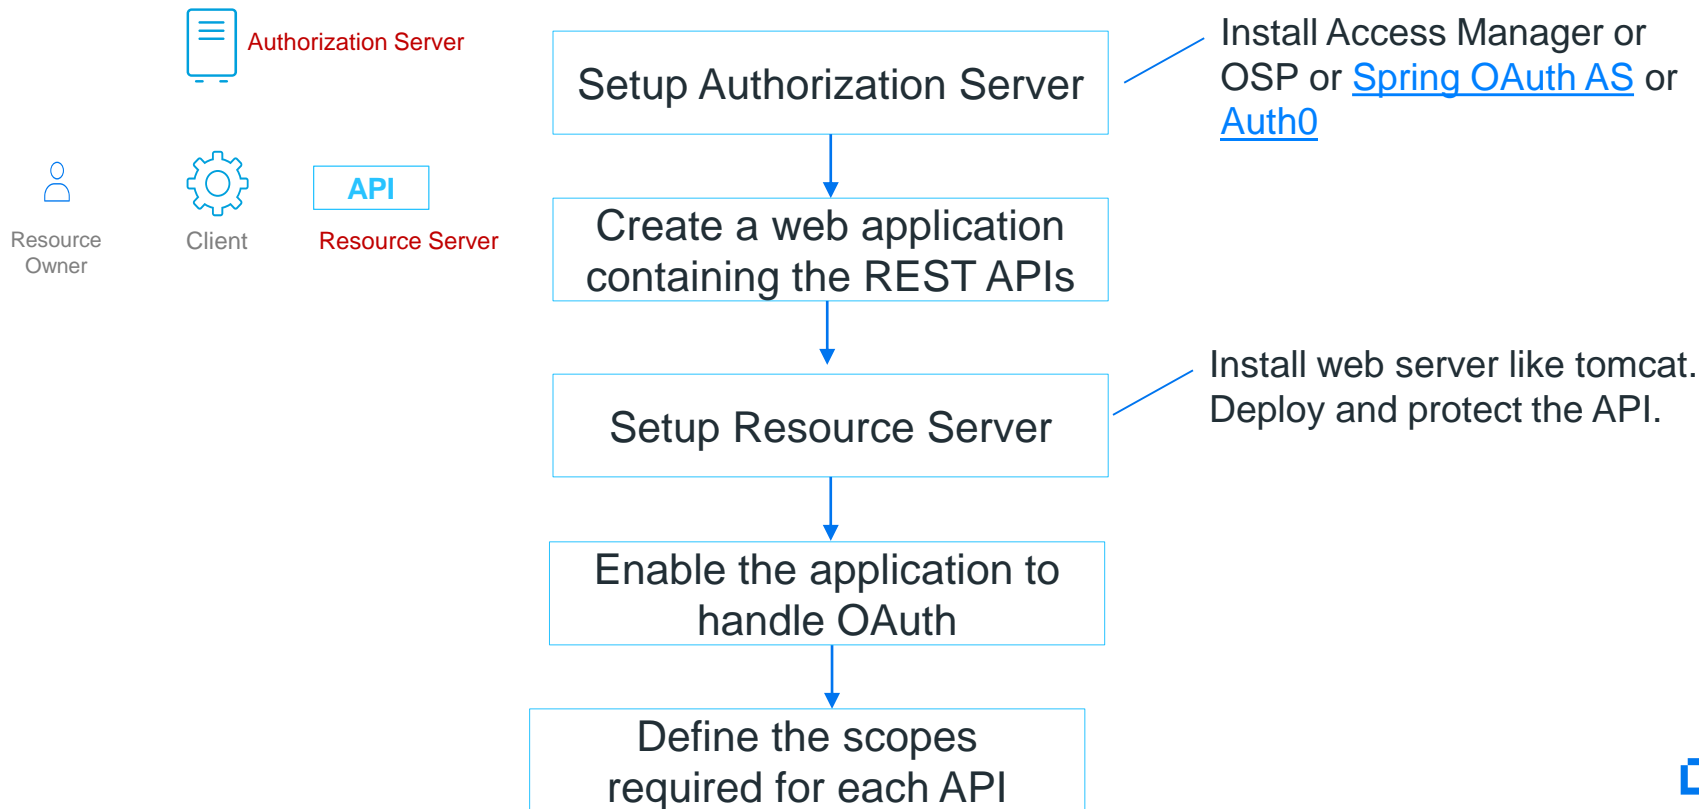 Authorization Server
API
Resource
Owner
Client
Resource Server
Setup Authorization Server
Install Access Manager or
OSP or Spring OAuth AS or
Auth0
Create a web application
containing the REST APIs
Setup Resource Server
Install web server like tomcat.
Deploy and protect the API.
Enable the application to
handle OAuth
Define the scopes
required for each API